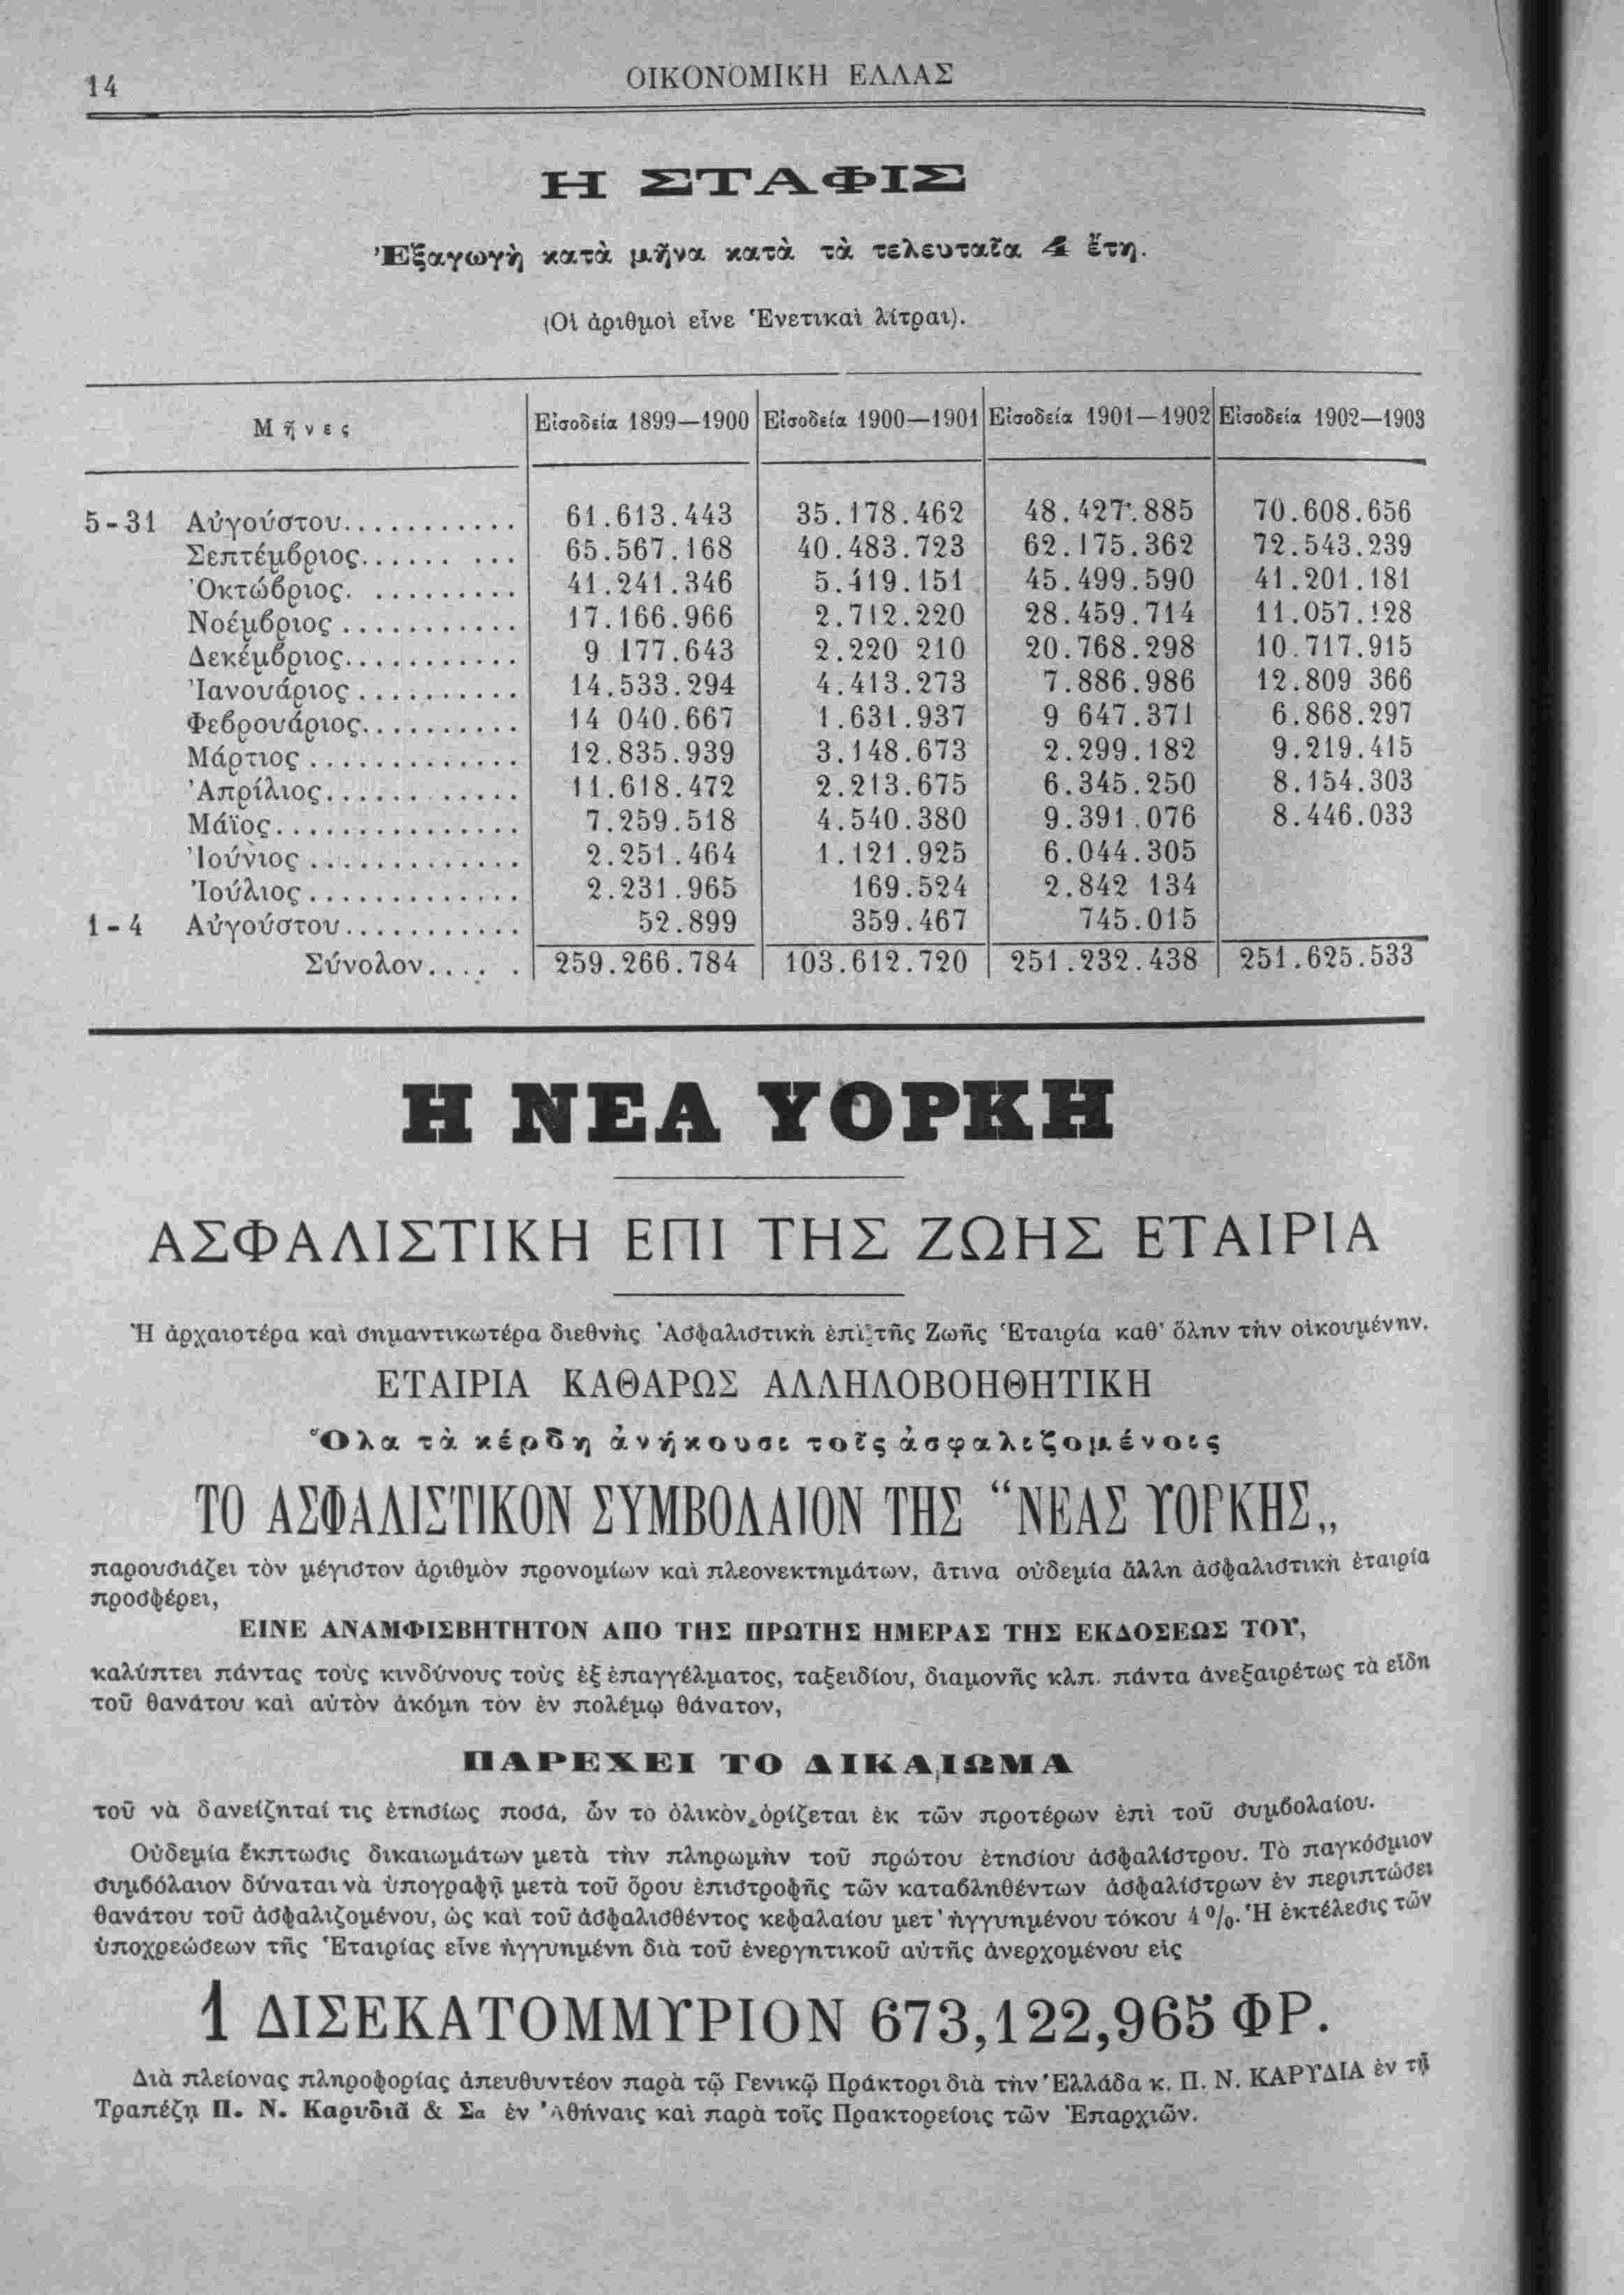 14
ΟΙΚΟΝΟΜΙΚΗ ΕΛΛΑΣ
Η ΣΤΑΦΙΣ
Ἐξαγωγὴ κατὰ μῆνα κατὰ τὰ τελευταῖα 4 ἔτη.
(Οἱ ἀριθμοὶ εἶνε Ἑνετικαὶ λίτραι).
Μῆνες Εἰσοδεία 1899—1900 Εἰσοδεία 1900—1901 Εἰσοδεία 1901—1902 Εἰσοδεία 1902—1903
5-31 Αὐγούστου........... 61.613.443 35.178.462 48.427.885 70.608.656
Σεπτέμβριος......... 65.567.168 40.483.723 62.175.362 72.543.239
Ὀκτώβριος.......... 41.241.346 5.419.151 45.499.590 41.201.181
Νοέμβριος........... 17.166.966 2.712.220 28.459.714 11.057.128
Δεκέμβριος........... 9 177.643 2.220 210 20.768.298 10.717.915
Ἰανουάριος.......... 14.533.294 4.413.273 7.886.986 12.809 366
Φεβρουάριος.......... 14 040.667 1.631.937 9 647.371 6.868.297
Μάρτιος............. 12.835.939 3.148.673 2.299.182 9.219.415
Ἀπρίλιος............ 11.618.472 2.213.675 6.345.250 8.154.303
Μάϊος............... 7.259.518 4.540.380 9.391.076 8.446.033
Ἰούνιος............. 2.251.464 1.121.925 6.044.305
Ἰούλιος............. 2.231.965 169.524 2.842 134
1-4 Αὐγούστου........... 52.899 359.467 745.015
Σύνολον..... 259.266.784 103.612.720 251.232.438 251.625.533
Η ΝΕΑ ΥΟΡΚΗ
ΑΣΦΑΛΙΣΤΙΚΗ ΕΠΙ ΤΗΣ ΖΩΗΣ ΕΤΑΙΡΙΑ
Ἡ ἀρχαιοτέρα καὶ σημαντικωτέρα διεθνὴς Ἀσφαλιστικὴ ἐπὶ τῆς Ζωῆς Ἑταιρία καθ' ὅλην τὴν οἰκουμένην.
ΕΤΑΙΡΙΑ ΚΑΘΑΡΩΣ ΑΛΛΗΛΟΒΟΗΘΗΤΙΚΗ
Ὅλα τὰ κέρδη ἀνήκουσι τοῖς ἀσφαλιζομένοις
ΤΟ ΑΣΦΑΛΙΣΤΙΚΟΝ ΣΥΜΒΟΛΑΙΟΝ ΤΗΣ “ΝΕΑΣ ΥΟΡΚΗΣ„
παρουσιάζει τὸν μέγιστον ἀριθμὸν προνομίων καὶ πλεονεκτημάτων, ἅτινα οὐδεμία ἄλλη ἀσφαλιστικὴ ἑταιρία
προσφέρει,
ΕΙΝΕ ΑΝΑΜΦΙΣΒΗΤΗΤΟΝ ΑΠΟ ΤΗΣ ΠΡΩΤΗΣ ΗΜΕΡΑΣ ΤΗΣ ΕΚΔΟΣΕΩΣ ΤΟΥ,
καλύπτει πάντας τοὺς κινδύνους τοὺς ἐξ ἐπαγγέλματος, ταξειδίου, διαμονῆς κλπ. πάντα ἀνεξαιρέτως τὰ εἴδη
τοῦ θανάτου καὶ αὐτὸν ἀκόμη τὸν ἐν πολέμῳ θάνατον,
ΠΑΡΕΧΕΙ ΤΟ ΔΙΚΑΙΩΜΑ
τοῦ νὰ δανείζηταί τις ἐτησίως ποσά, ὧν τὸ ὁλικὸν ὁρίζεται ἐκ τῶν προτέρων ἐπὶ τοῦ συμβολαίου.
Οὐδεμία ἔκπτωσις δικαιωμάτων μετὰ τὴν πληρωμὴν τοῦ πρώτου ἐτησίου ἀσφαλίστρου. Τὸ παγκόσμιον
συμβόλαιον δύναται νὰ ὑπογραφῇ μετὰ τοῦ ὅρου ἐπιστροφῆς τῶν καταβληθέντων ἀσφαλίστρων ἐν περιπτώσει
θανάτου τοῦ ἀσφαλιζομένου, ὡς καὶ τοῦ ἀσφαλισθέντος κεφαλαίου μετ' ἠγγυημένου τόκου 4 %. Ἡ ἐκτέλεσις τῶν
ὑποχρεώσεων τῆς Ἑταιρίας εἶνε ἠγγυημένη διὰ τοῦ ἐνεργητικοῦ αὐτῆς ἀνερχομένου εἰς
1 ΔΙΣΕΚΑΤΟΜΜΥΡΙΟΝ 673,122,965 ΦΡ.
Διὰ πλείονας πληροφορίας ἀπευθυντέον παρὰ τῷ Γενικῷ Πράκτορι διὰ τὴν Ἑλλάδα κ. Π. Ν. ΚΑΡΥΔΙΑ ἐν τῇ
Τραπέζῃ Π. Ν. Καρυδιᾶ & Σα ἐν Ἀθήναις καὶ παρὰ τοῖς Πρακτορείοις τῶν Ἐπαρχιῶν.